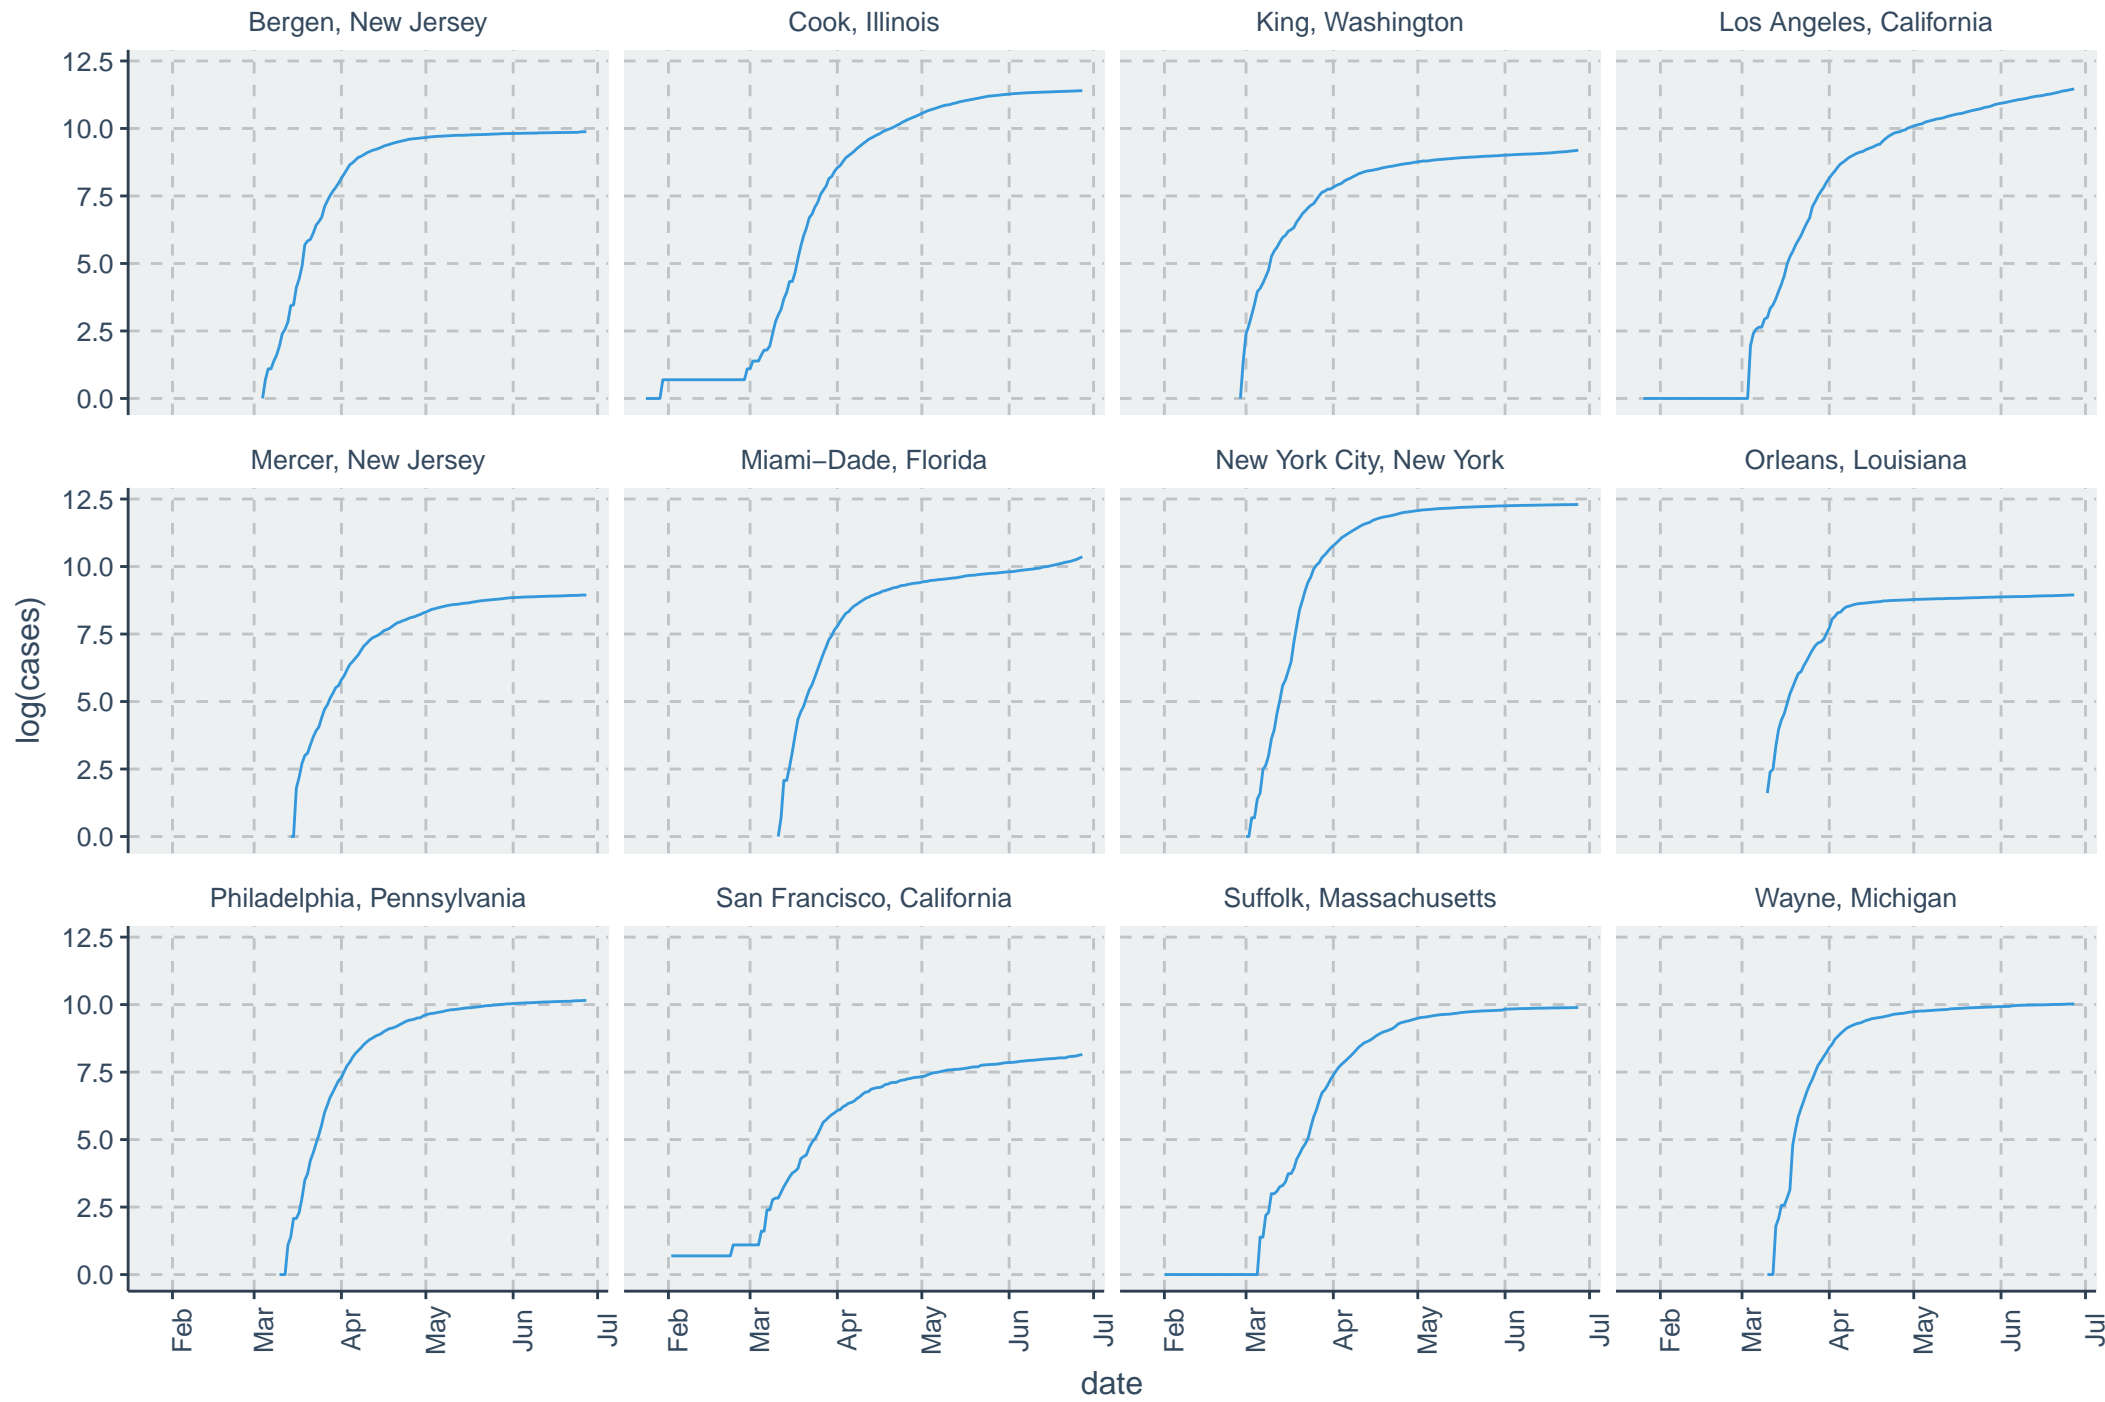 Bergen, New Jersey
Cook, Illinois
King, Washington
Los Angeles, California
12.5
10.0
7.5
5.0
2.5
0.0
Mercer, New Jersey
Miami−Dade, Florida
New York City, New York
Orleans, Louisiana
12.5
10.0
7.5
5.0
2.5
0.0
log(cases)
Philadelphia, Pennsylvania
San Francisco, California
Suffolk, Massachusetts
Wayne, Michigan
12.5
10.0
7.5
5.0
2.5
0.0
Feb Mar Apr May Jun Jul
Feb Mar Apr May Jun Jul
Feb Mar Apr May Jun Jul
Feb Mar Apr May Jun Jul
date